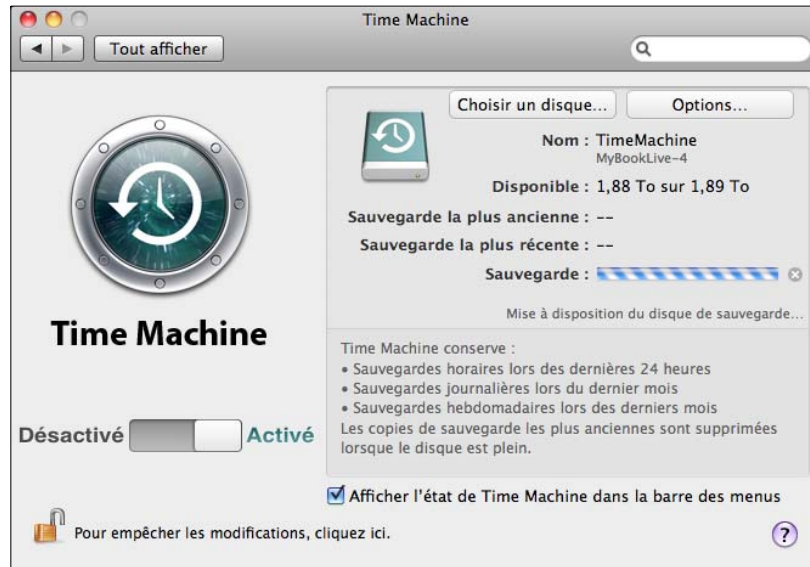 Time Machine
Tout afficher
Choisir un disque...
Options...
Nom : TimeMachine
MyBookLive-4
Disponible : 1,88 To sur 1,89 To
Sauvegarde la plus ancienne : --
Sauvegarde la plus récente : --
Sauvegarde :
Mise à disposition du disque de sauvegarde...
Time Machine
Time Machine conserve :
• Sauvegardes horaires lors des dernières 24 heures
• Sauvegardes journalières lors du dernier mois
• Sauvegardes hebdomadaires lors des derniers mois
Les copies de sauvegarde les plus anciennes sont supprimées
lorsque le disque est plein.
Désactivé
Activé
Afficher l'état de Time Machine dans la barre des menus
Pour empêcher les modifications, cliquez ici.
?